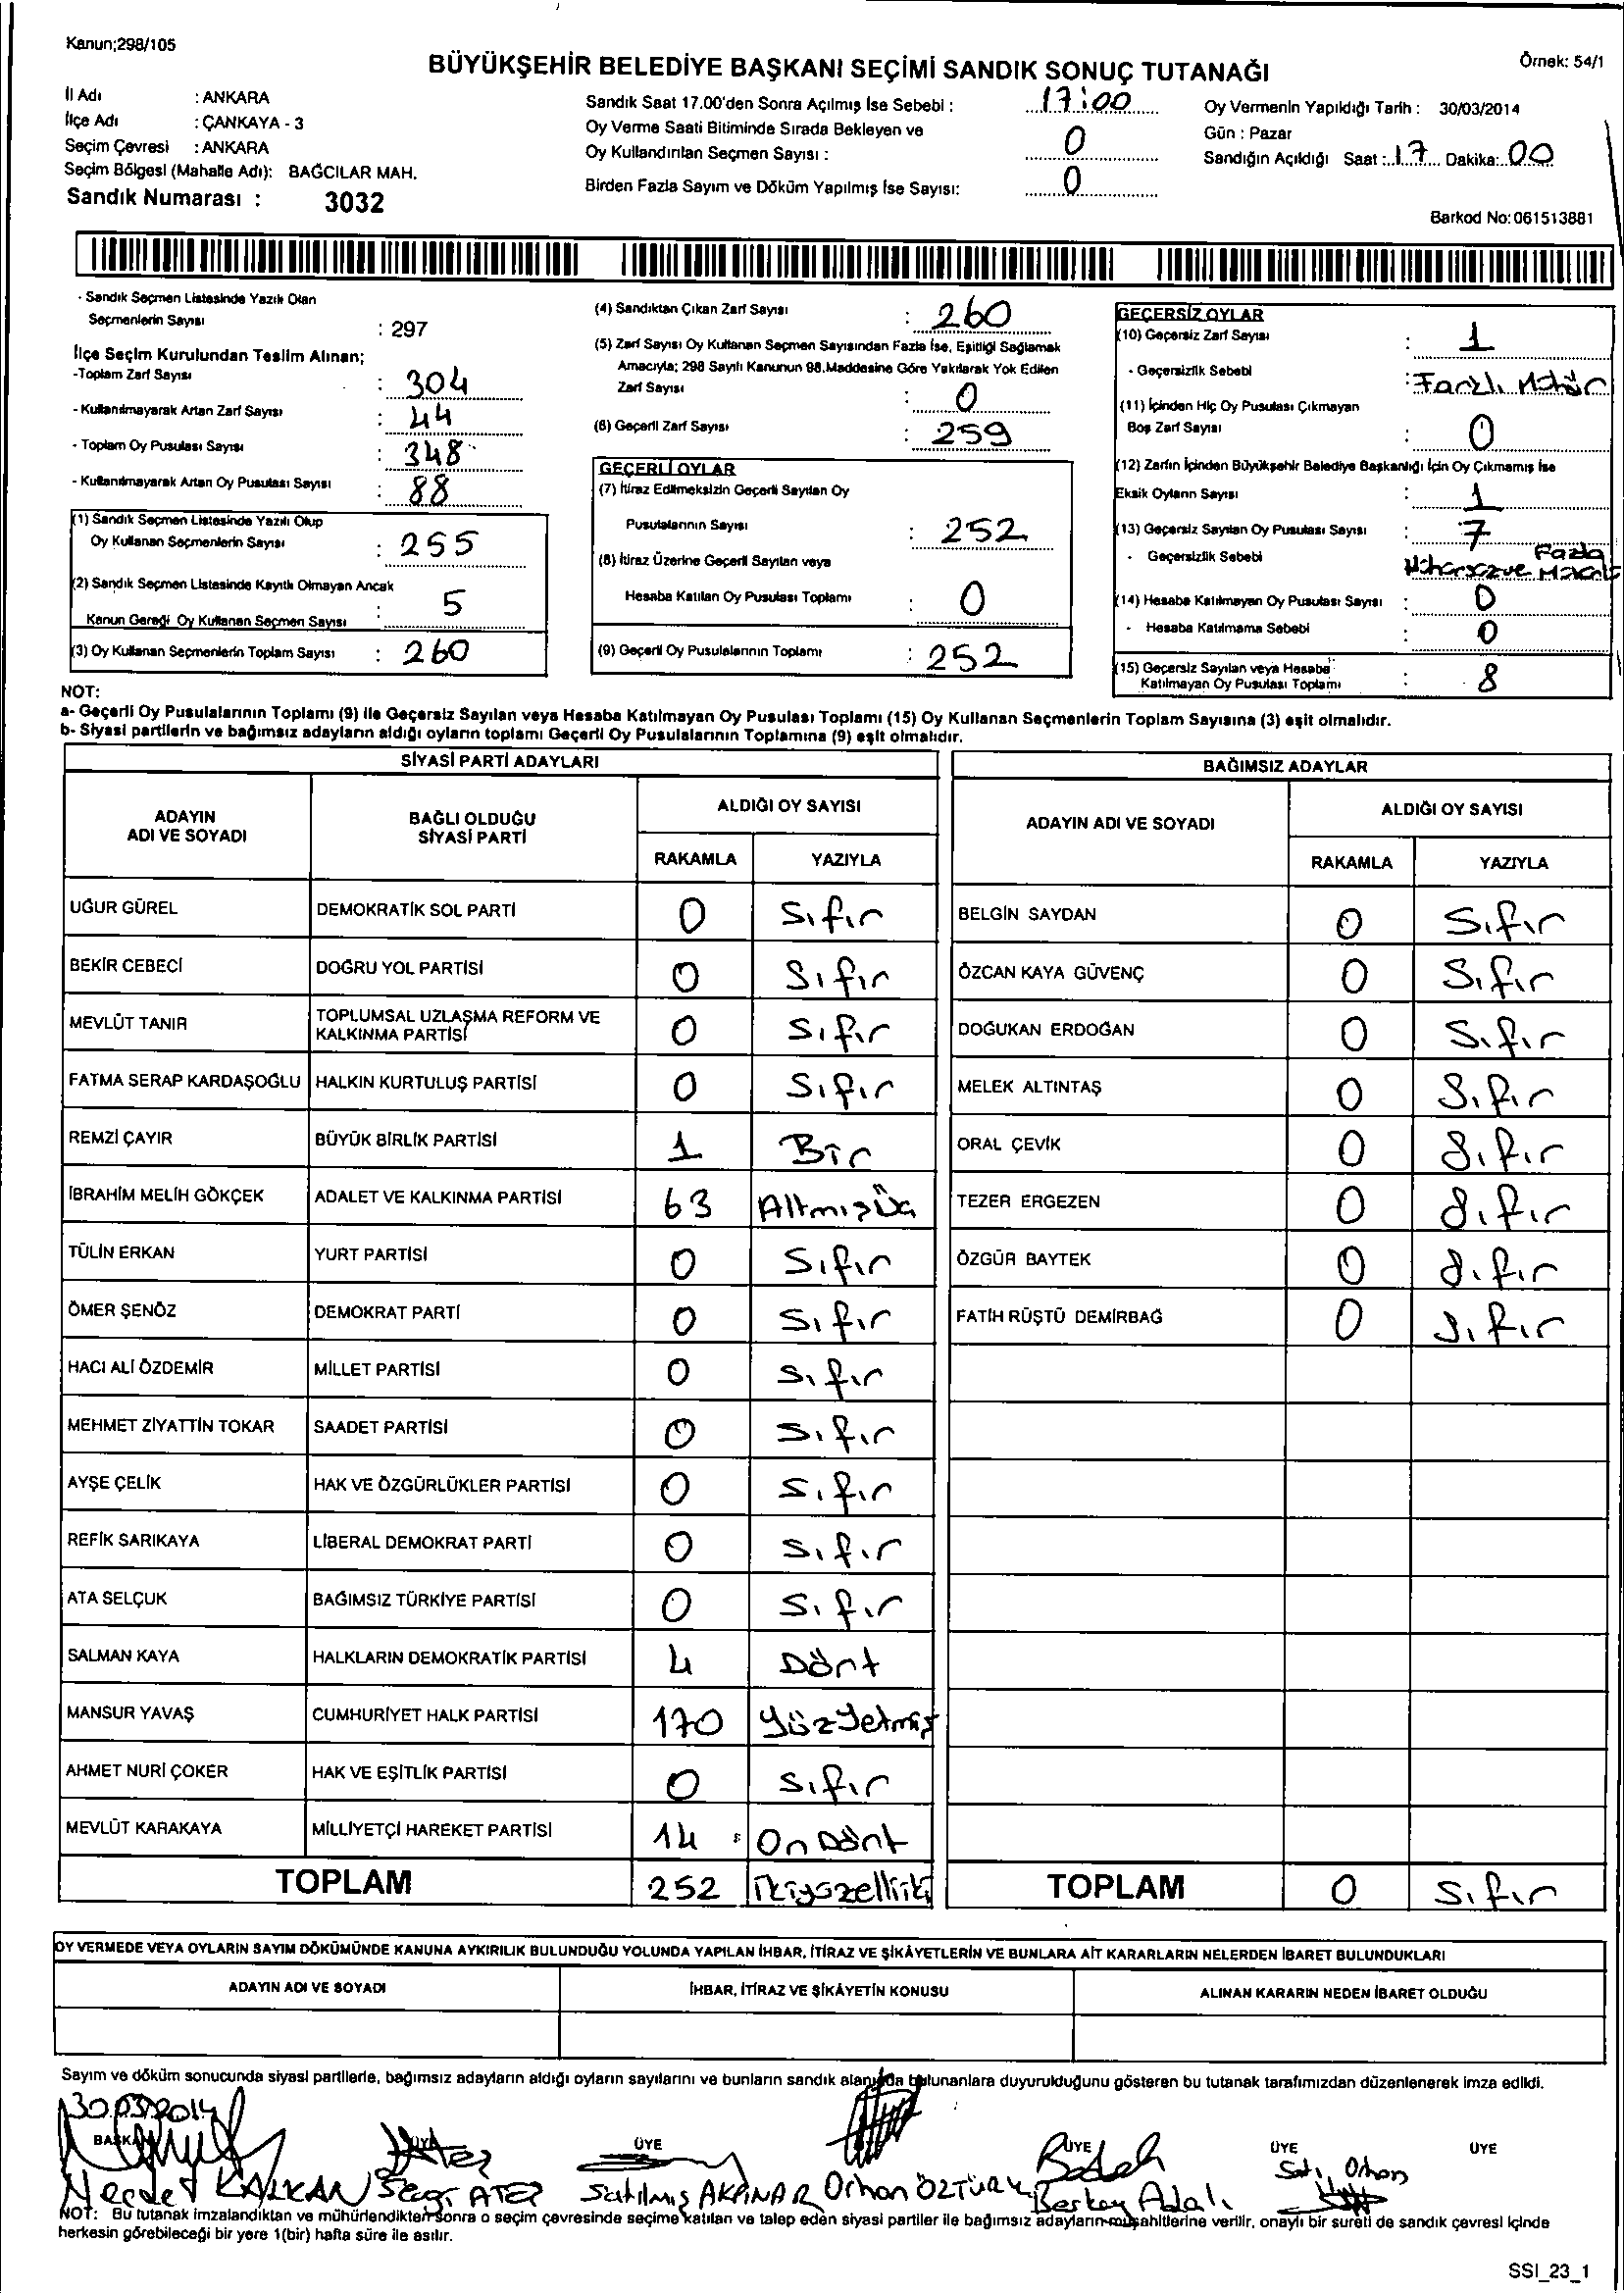 Kanun;298/105
BÜYÜKŞEHİR BELEDİYE BAŞKANI SEÇİMİ SANDIK SONUÇ TUTANAĞI
Örnek: 54/1
İl Adı : ANKARA
İlçe Adı : ÇANKAYA - 3
Seçim Çevresi : ANKARA
Seçim Bölgesi (Mahalle Adı): BAĞCILAR MAH.
Sandık Numarası : 3032
Sandık Saat 17.00'den Sonra Açılmış İse Sebebi : 17:00
Oy Verme Saati Bitiminde Sırada Bekleyen ve
Oy Kullandırılan Seçmen Sayısı : 0
Birden Fazla Sayım ve Döküm Yapılmış İse Sayısı: 0
Oy Vermenin Yapıldığı Tarih : 30/03/2014
Gün : Pazar
Sandığın Açıldığı Saat : 17 Dakika: 00
Barkod No: 061513881
- Sandık Seçmen Listesinde Yazılı Olan
Seçmenlerin Sayısı : 297
İlçe Seçim Kurulundan Teslim Alınan;
-Toplam Zarf Sayısı : 304
- Kullanılmayarak Artan Zarf Sayısı : 44
- Toplam Oy Pusulası Sayısı : 348
- Kullanılmayarak Artan Oy Pusulası Sayısı : 88
(1) Sandık Seçmen Listesinde Yazılı Olup
Oy Kullanan Seçmenlerin Sayısı : 255
(2) Sandık Seçmen Listesinde Kayıtlı Olmayan Ancak
Kanun Gereği Oy Kullanan Seçmen Sayısı : 5
(3) Oy Kullanan Seçmenlerin Toplam Sayısı : 260
(4) Sandıktan Çıkan Zarf Sayısı : 260
(5) Zarf Sayısı Oy Kullanan Seçmen Sayısından Fazla İse, Eşitliği Sağlamak
Amacıyla; 298 Sayılı Kanunun 98.Maddesine Göre Yakılarak Yok Edilen
Zarf Sayısı : 0
(6) Geçerli Zarf Sayısı : 259
GEÇERLİ OYLAR
(7) İtiraz Edilmeksizin Geçerli Sayılan Oy
Pusulalarının Sayısı : 252
(8) İtiraz Üzerine Geçerli Sayılan veya
Hesaba Katılan Oy Pusulası Toplamı : 0
(9) Geçerli Oy Pusulalarının Toplamı : 252
GEÇERSİZ OYLAR
(10) Geçersiz Zarf Sayısı : 1
- Geçersizlik Sebebi : Farklı Mühür
(11) İçinden Hiç Oy Pusulası Çıkmayan
Boş Zarf Sayısı : 0
(12) Zarfın İçinden Büyükşehir Belediye Başkanlığı İçin Oy Çıkmamış İse
Eksik Oyların Sayısı : 1
(13) Geçersiz Sayılan Oy Pusulası Sayısı : 7
- Geçersizlik Sebebi Fazla
(14) Hesaba Katılmayan Oy Pusulası Sayısı : 0
- Hesaba Katılmama Sebebi : 0
(15) Geçersiz Sayılan veya Hesaba
Katılmayan Oy Pusulası Toplamı : 8
NOT:
a- Geçerli Oy Pusulalarının Toplamı (9) ile Geçersiz Sayılan veya Hesaba Katılmayan Oy Pusulası Toplamı (15) Oy Kullanan Seçmenlerin Toplam Sayısına (3) eşit olmalıdır.
b- Siyasi partilerin ve bağımsız adayların aldığı oyların toplamı Geçerli Oy Pusulalarının Toplamına (9) eşit olmalıdır.
SİYASİ PARTİ ADAYLARI
ADAYIN ADI VE SOYADI BAĞLI OLDUĞU SİYASİ PARTİ ALDIĞI OY SAYISI
RAKAMLA YAZIYLA
UĞUR GÜREL DEMOKRATİK SOL PARTİ 0 Sıfır
BEKİR CEBECİ DOĞRU YOL PARTİSİ 0 Sıfır
MEVLÜT TANIR TOPLUMSAL UZLAŞMA REFORM VE KALKINMA PARTİSİ 0 Sıfır
FATMA SERAP KARDAŞOĞLU HALKIN KURTULUŞ PARTİSİ 0 Sıfır
REMZİ ÇAYIR BÜYÜK BİRLİK PARTİSİ 1 Bir
İBRAHİM MELİH GÖKÇEK ADALET VE KALKINMA PARTİSİ 63 Altmışüç
TÜLİN ERKAN YURT PARTİSİ 0 Sıfır
ÖMER ŞENÖZ DEMOKRAT PARTİ 0 Sıfır
HACI ALİ ÖZDEMİR MİLLET PARTİSİ 0 Sıfır
MEHMET ZİYATTİN TOKAR SAADET PARTİSİ 0 Sıfır
AYŞE ÇELİK HAK VE ÖZGÜRLÜKLER PARTİSİ 0 Sıfır
REFİK SARIKAYA LİBERAL DEMOKRAT PARTİ 0 Sıfır
ATA SELÇUK BAĞIMSIZ TÜRKİYE PARTİSİ 0 Sıfır
SALMAN KAYA HALKLARIN DEMOKRATİK PARTİSİ 4 Dört
MANSUR YAVAŞ CUMHURİYET HALK PARTİSİ 170 YüzYetmiş
AHMET NURİ ÇOKER HAK VE EŞİTLİK PARTİSİ 0 Sıfır
MEVLÜT KARAKAYA MİLLİYETÇİ HAREKET PARTİSİ 14 On Dört
TOPLAM 252 İkiyüzelliiki
BAĞIMSIZ ADAYLAR
ADAYIN ADI VE SOYADI ALDIĞI OY SAYISI
RAKAMLA YAZIYLA
BELGİN SAYDAN 0 Sıfır
ÖZCAN KAYA GÜVENÇ 0 Sıfır
DOĞUKAN ERDOĞAN 0 Sıfır
MELEK ALTINTAŞ 0 Sıfır
ORAL ÇEVİK 0 Sıfır
TEZER ERGEZEN 0 Sıfır
ÖZGÜR BAYTEK 0 Sıfır
FATİH RÜŞTÜ DEMİRBAĞ 0 Sıfır
TOPLAM 0 Sıfır
OY VERMEDE VEYA OYLARIN SAYIM DÖKÜMÜNDE KANUNA AYKIRILIK BULUNDUĞU YOLUNDA YAPILAN İHBAR, İTİRAZ VE ŞİKÂYETLERİN VE BUNLARA AİT KARARLARIN NELERDEN İBARET BULUNDUKLARI
ADAYIN ADI VE SOYADI İHBAR, İTİRAZ VE ŞİKÂYETİN KONUSU ALINAN KARARIN NEDEN İBARET OLDUĞU
Sayım ve döküm sonucunda siyasi partilerle, bağımsız adayların aldığı oyların sayılarını ve bunların sandık alanında bulunanlara duyurulduğunu gösteren bu tutanak tarafımızdan düzenlenerek imza edildi.
30.03.2014
BAŞKAN ÜYE ÜYE ÜYE ÜYE ÜYE
Necdet KALKAN Sezgi ATEZ Satılmış AKPINAR Orhan ÖZTÜRK Berkay Adalı Satı Orhan
NOT: Bu tutanak imzalandıktan ve mühürlendikten sonra o seçim çevresinde seçime katılan ve talep eden siyasi partiler ile bağımsız adayların müşahitlerine verilir, onaylı bir sureti de sandık çevresi içinde
herkesin görebileceği bir yere 1(bir) hafta süre ile asılır.
SSI_23_1